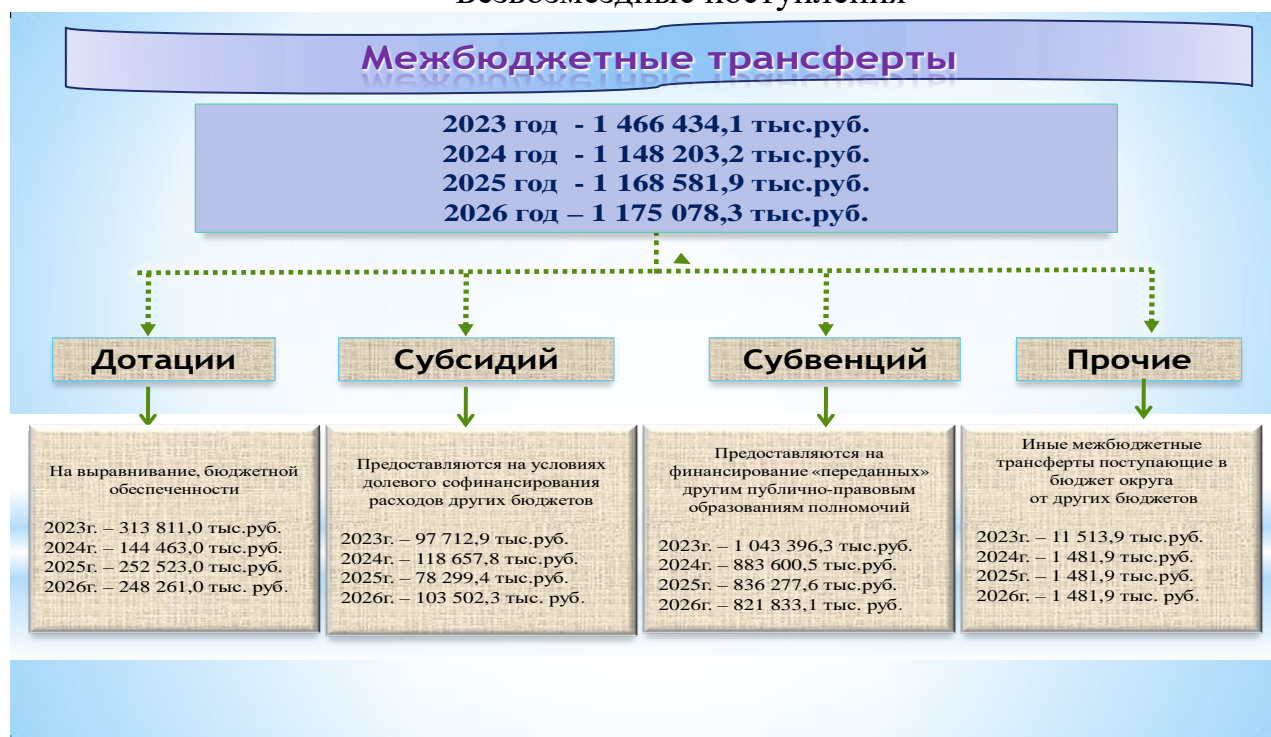 Безвозмездные поступления
Межбюджетные трансферты
2023 год - 1 466 434,1 тыс.руб.
2024 год - 1 148 203,2 тыс.руб.
2025 год - 1 168 581,9 тыс.руб.
2026 год – 1 175 078,3 тыс.руб.
Дотации
Субсидий
Субвенций
Прочие
На выравнивание, бюджетной
обеспеченности
2023г. – 313 811,0 тыс.руб.
2024г. – 144 463,0 тыс.руб.
2025г. – 252 523,0 тыс.руб.
2026г. – 248 261,0 тыс. руб.
Предоставляются на условиях
долевого софинансирования
расходов других бюджетов
2023г. – 97 712,9 тыс.руб.
2024г. – 118 657,8 тыс.руб.
2025г. – 78 299,4 тыс.руб.
2026г. – 103 502,3 тыс. руб.
Предоставляются на
финансирование «переданных»
другим публично-правовым
образованиям полномочий
2023г. – 1 043 396,3 тыс.руб.
2024г. – 883 600,5 тыс.руб.
2025г. – 836 277,6 тыс.руб.
2026г. – 821 833,1 тыс. руб.
Иные межбюджетные
трансферты поступающие в
бюджет округа
от других бюджетов
2023г. – 11 513,9 тыс.руб.
2024г. – 1 481,9 тыс.руб.
2025г. – 1 481,9 тыс.руб.
2026г. – 1 481,9 тыс. руб.